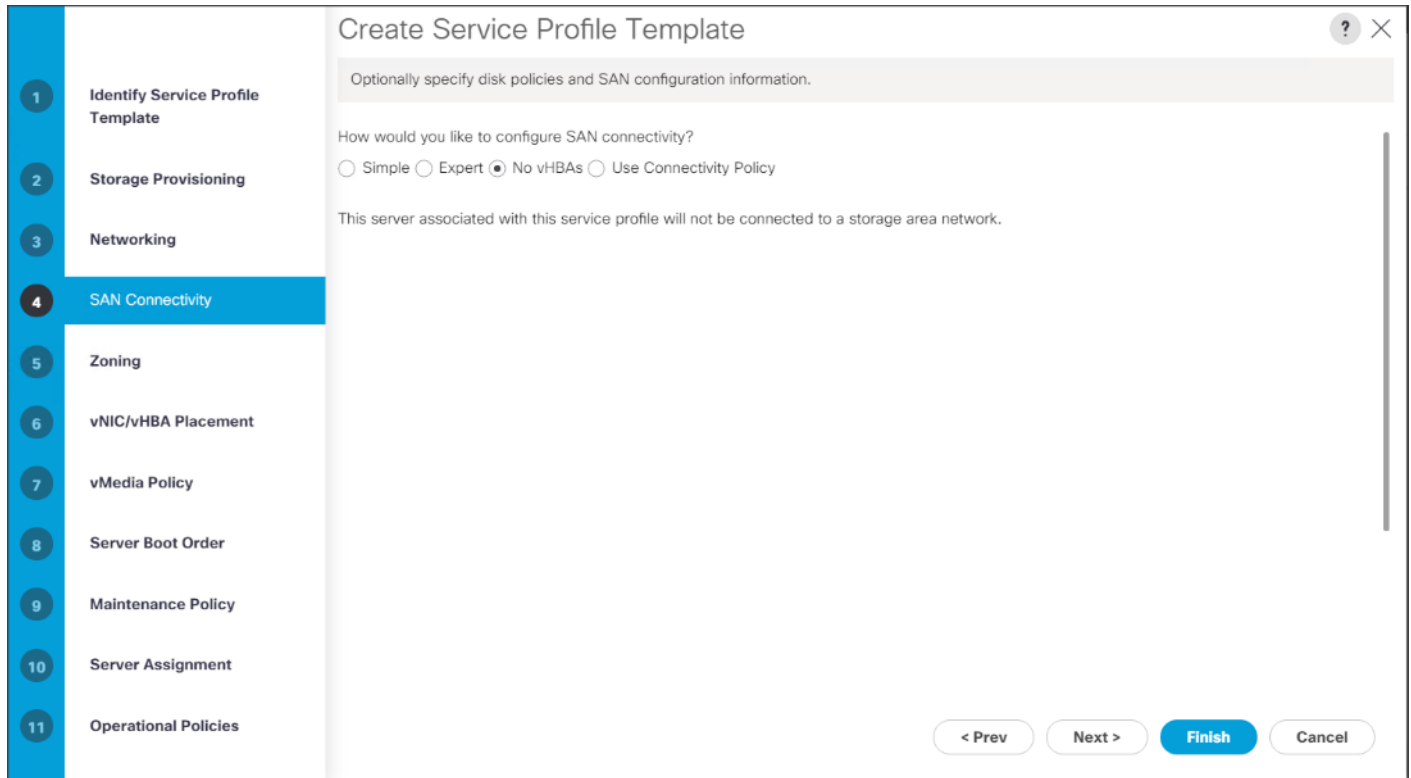 Create Service Profile Template
?
Optionally specify disk policies and SAN configuration information.
1
Identify Service Profile
Template
2
Storage Provisioning
3
Networking
4
SAN Connectivity
5
Zoning
6
vNIC/vHBA Placement
7
vMedia Policy
8
Server Boot Order
9
Maintenance Policy
10
Server Assignment
11
Operational Policies
How would you like to configure SAN connectivity?
Simple Expert No vHBAs Use Connectivity Policy
This server associated with this service profile will not be connected to a storage area network.
< Prev Next > Finish Cancel